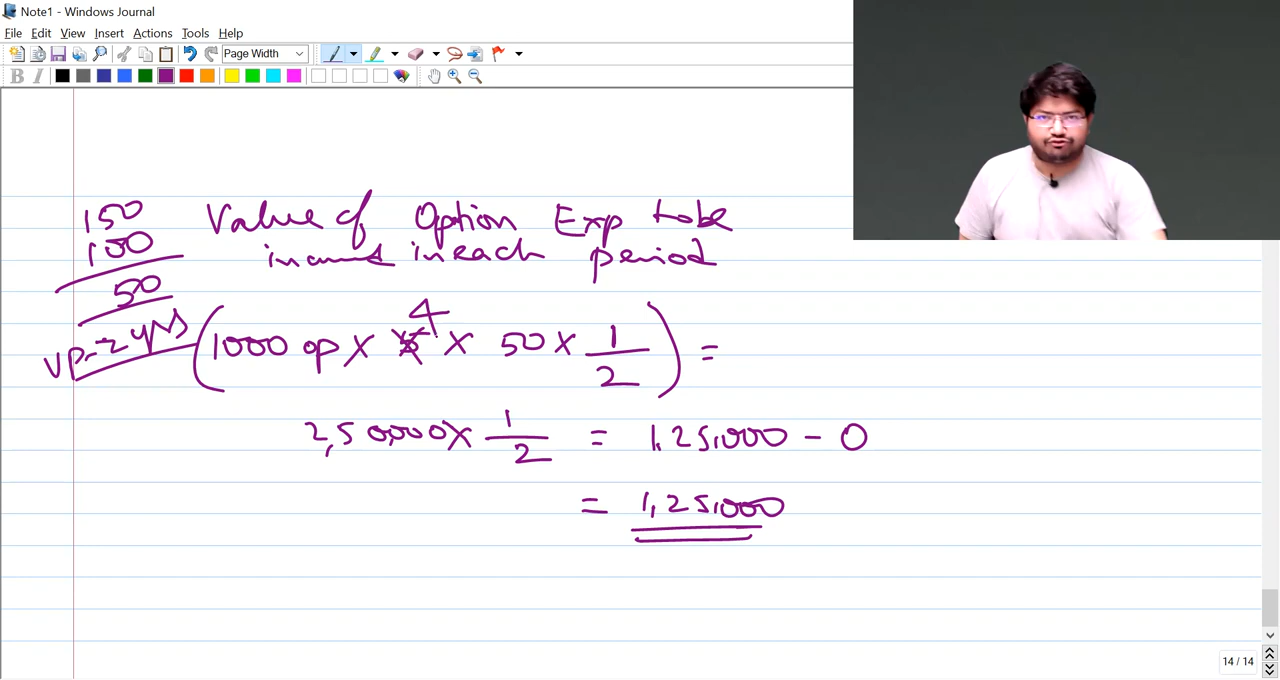 Note1 - Windows Journal
File Edit View Insert Actions Tools Help
Page Width
B I
150 Value of Option Exp to be
100 incurred in each period
50
VP-2 yrs (1000 op x 5 4 x 50 x 1/2) =
2,50,000 x 1/2 = 1,25,000 - 0
= 1,25,000
14 / 14